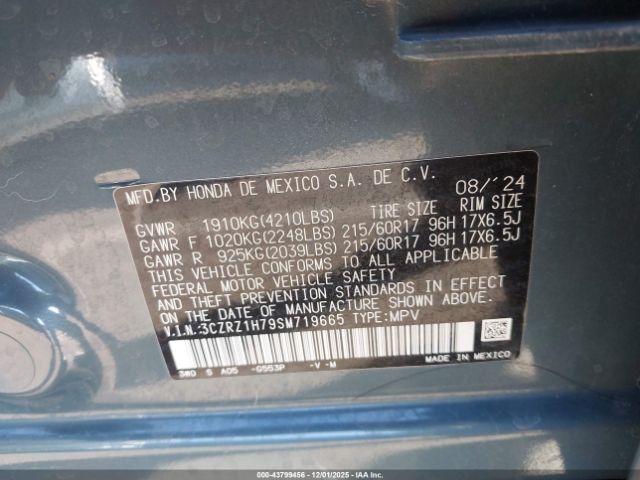 MFD.BY HONDA DE MEXICO S.A. DE C.V. 08/'24
GVWR 1910KG(4210LBS) TIRE SIZE RIM SIZE
GAWR F 1020KG(2248LBS) 215/60R17 96H 17X6.5J
GAWR R 925KG(2039LBS) 215/60R17 96H 17X6.5J
THIS VEHICLE CONFORMS TO ALL APPLICABLE
FEDERAL MOTOR VEHICLE SAFETY
AND THEFT PREVENTION STANDARDS IN EFFECT
ON THE DATE OF MANUFACTURE SHOWN ABOVE.
V.I.N.:3CZRZ1H79SM719665 TYPE:MPV
3WD S A05 -G553P -V -M
MADE IN MEXICO
000-43799456 | 12/01/2025 - IAA Inc.